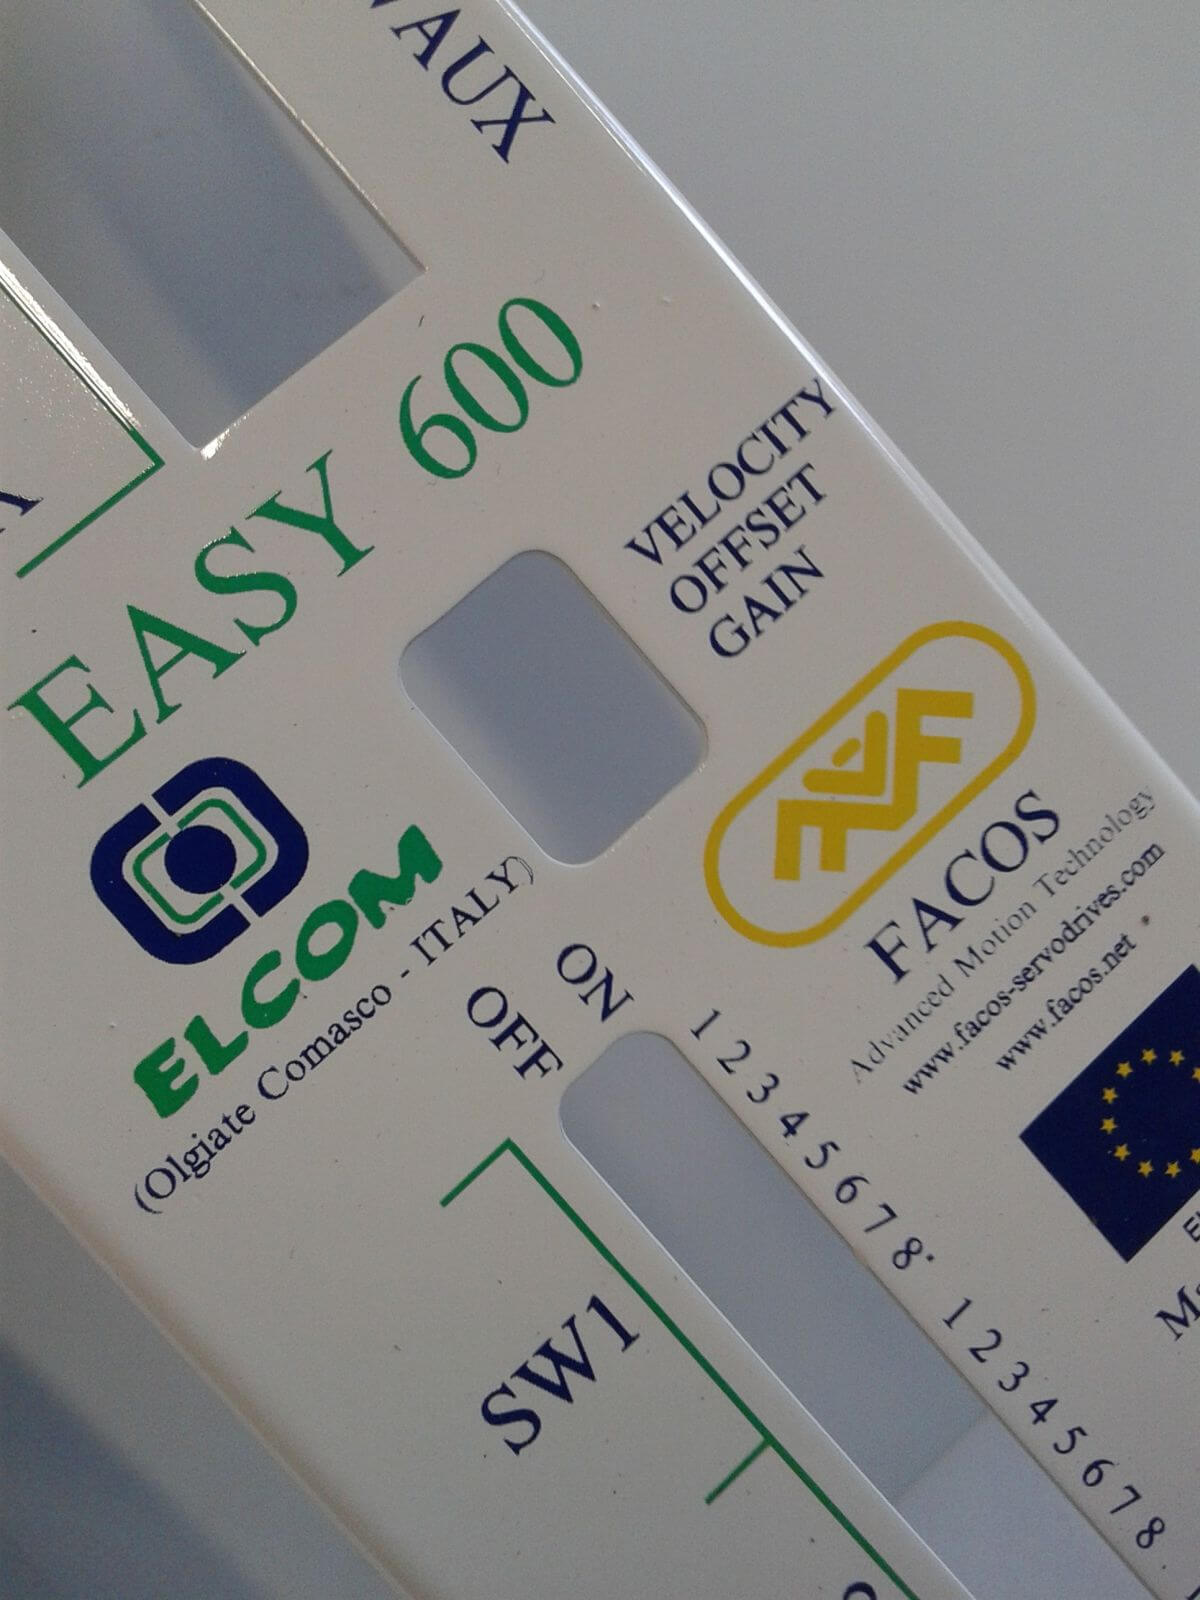 AUX
EASY 600
VELOCITY
OFFSET
GAIN
ELCOM
(Olgiate Comasco - ITALY)
FACOS
Advanced Motion Technology
www.facos-servodrives.com
www.facos.net
ON
OFF
1 2 3 4 5 6 7 8
1 2 3 4 5 6 7 8
SW1